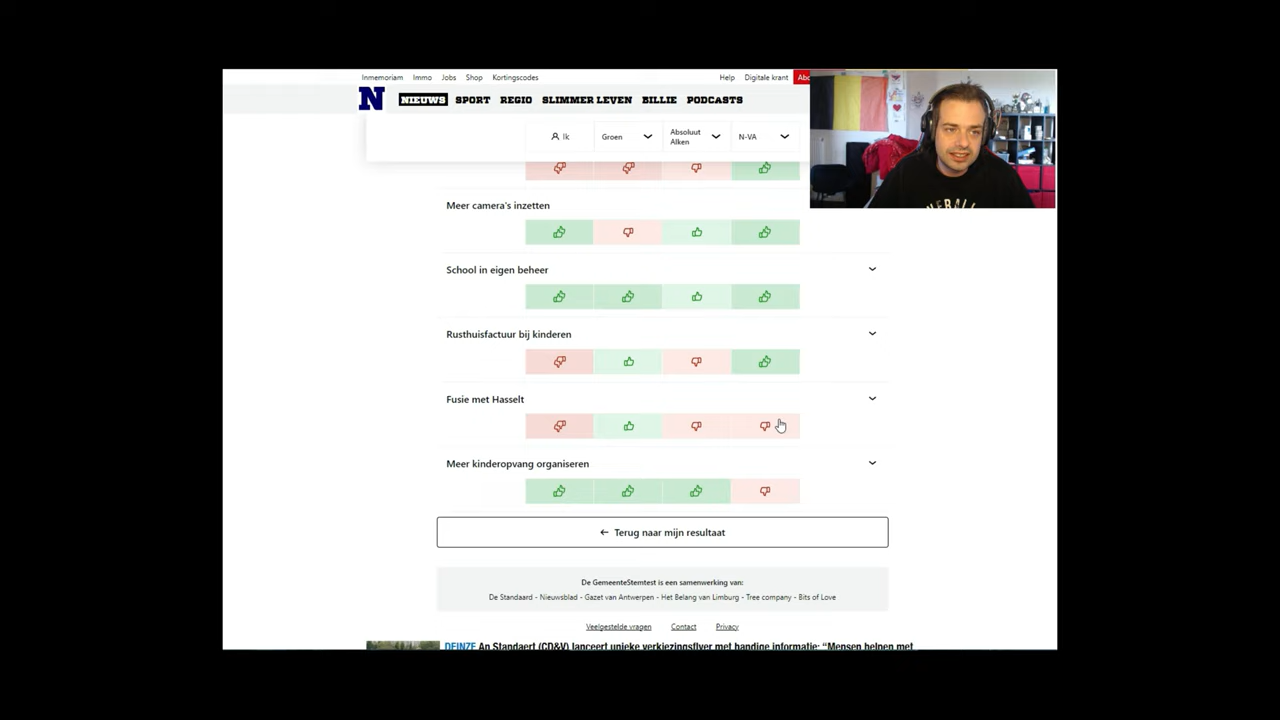 Inmemoriam Immo Jobs Shop Kortingscodes Help Digitale krant Abo
N NIEUWS SPORT REGIO SLIMMER LEVEN BILLIE PODCASTS
Ik Groen Absoluut Alken N-VA
Meer camera's inzetten
School in eigen beheer
Rusthuisfactuur bij kinderen
Fusie met Hasselt
Meer kinderopvang organiseren
← Terug naar mijn resultaat
De GemeenteStemtest is een samenwerking van:
De Standaard - Nieuwsblad - Gazet van Antwerpen - Het Belang van Limburg - Tree company - Bits of Love
Veelgestelde vragen Contact Privacy
DEINZE An Standaert (CD&V) lanceert unieke verkiezingsflyer met handige informatie: "Mensen helpen met